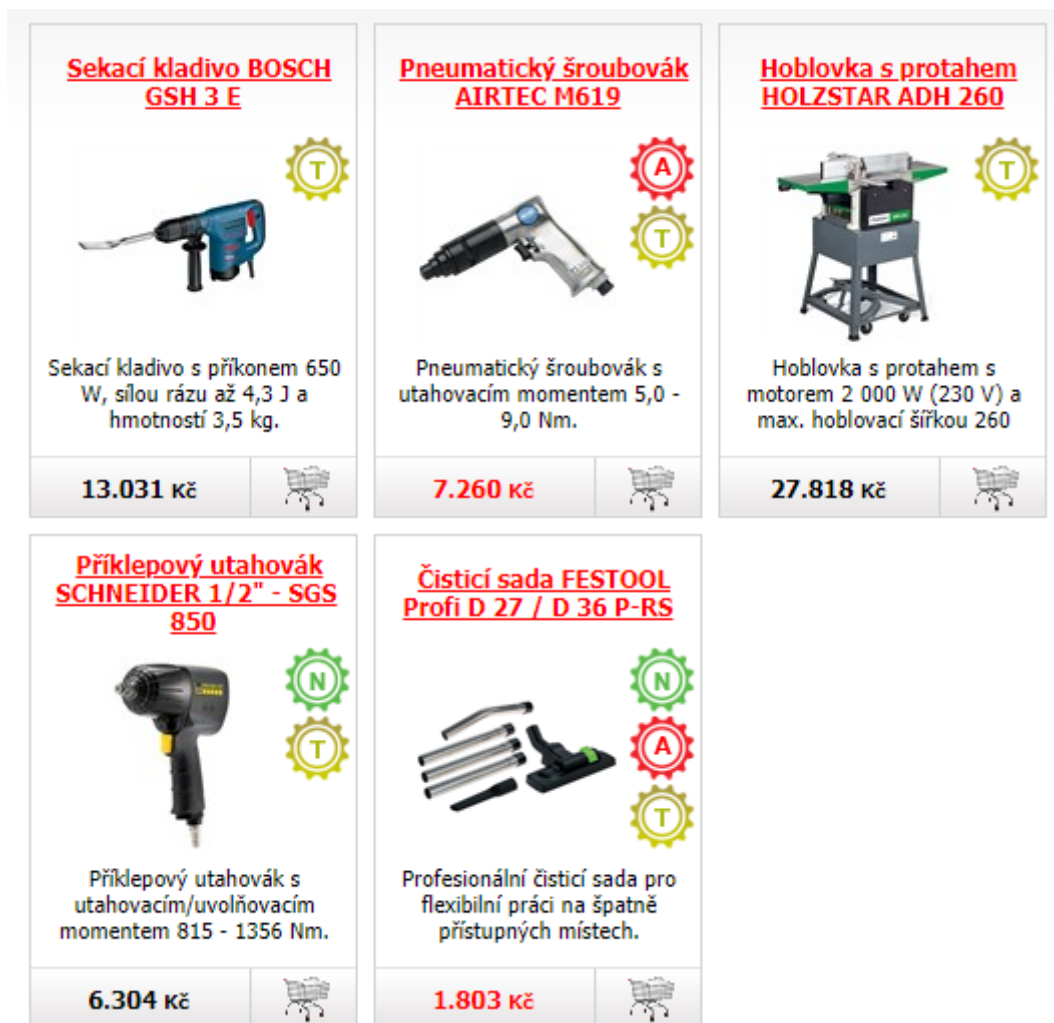 Sekací kladivo BOSCH
GSH 3 E
T
Sekací kladivo s příkonem 650
W, sílou rázu až 4,3 J a
hmotností 3,5 kg.
13.031 Kč
Pneumatický šroubovák
AIRTEC M619
A
T
Pneumatický šroubovák s
utahovacím momentem 5,0 -
9,0 Nm.
7.260 Kč
Hoblovka s protahem
HOLZSTAR ADH 260
T
Hoblovka s protahem s
motorem 2 000 W (230 V) a
max. hoblovací šířkou 260
27.818 Kč
Příklepový utahovák
SCHNEIDER 1/2" - SGS
850
N
T
Příklepový utahovák s
utahovacím/uvolňovacím
momentem 815 - 1356 Nm.
6.304 Kč
Čisticí sada FESTOOL
Profi D 27 / D 36 P-RS
N
A
T
Profesionální čisticí sada pro
flexibilní práci na špatně
přístupných místech.
1.803 Kč